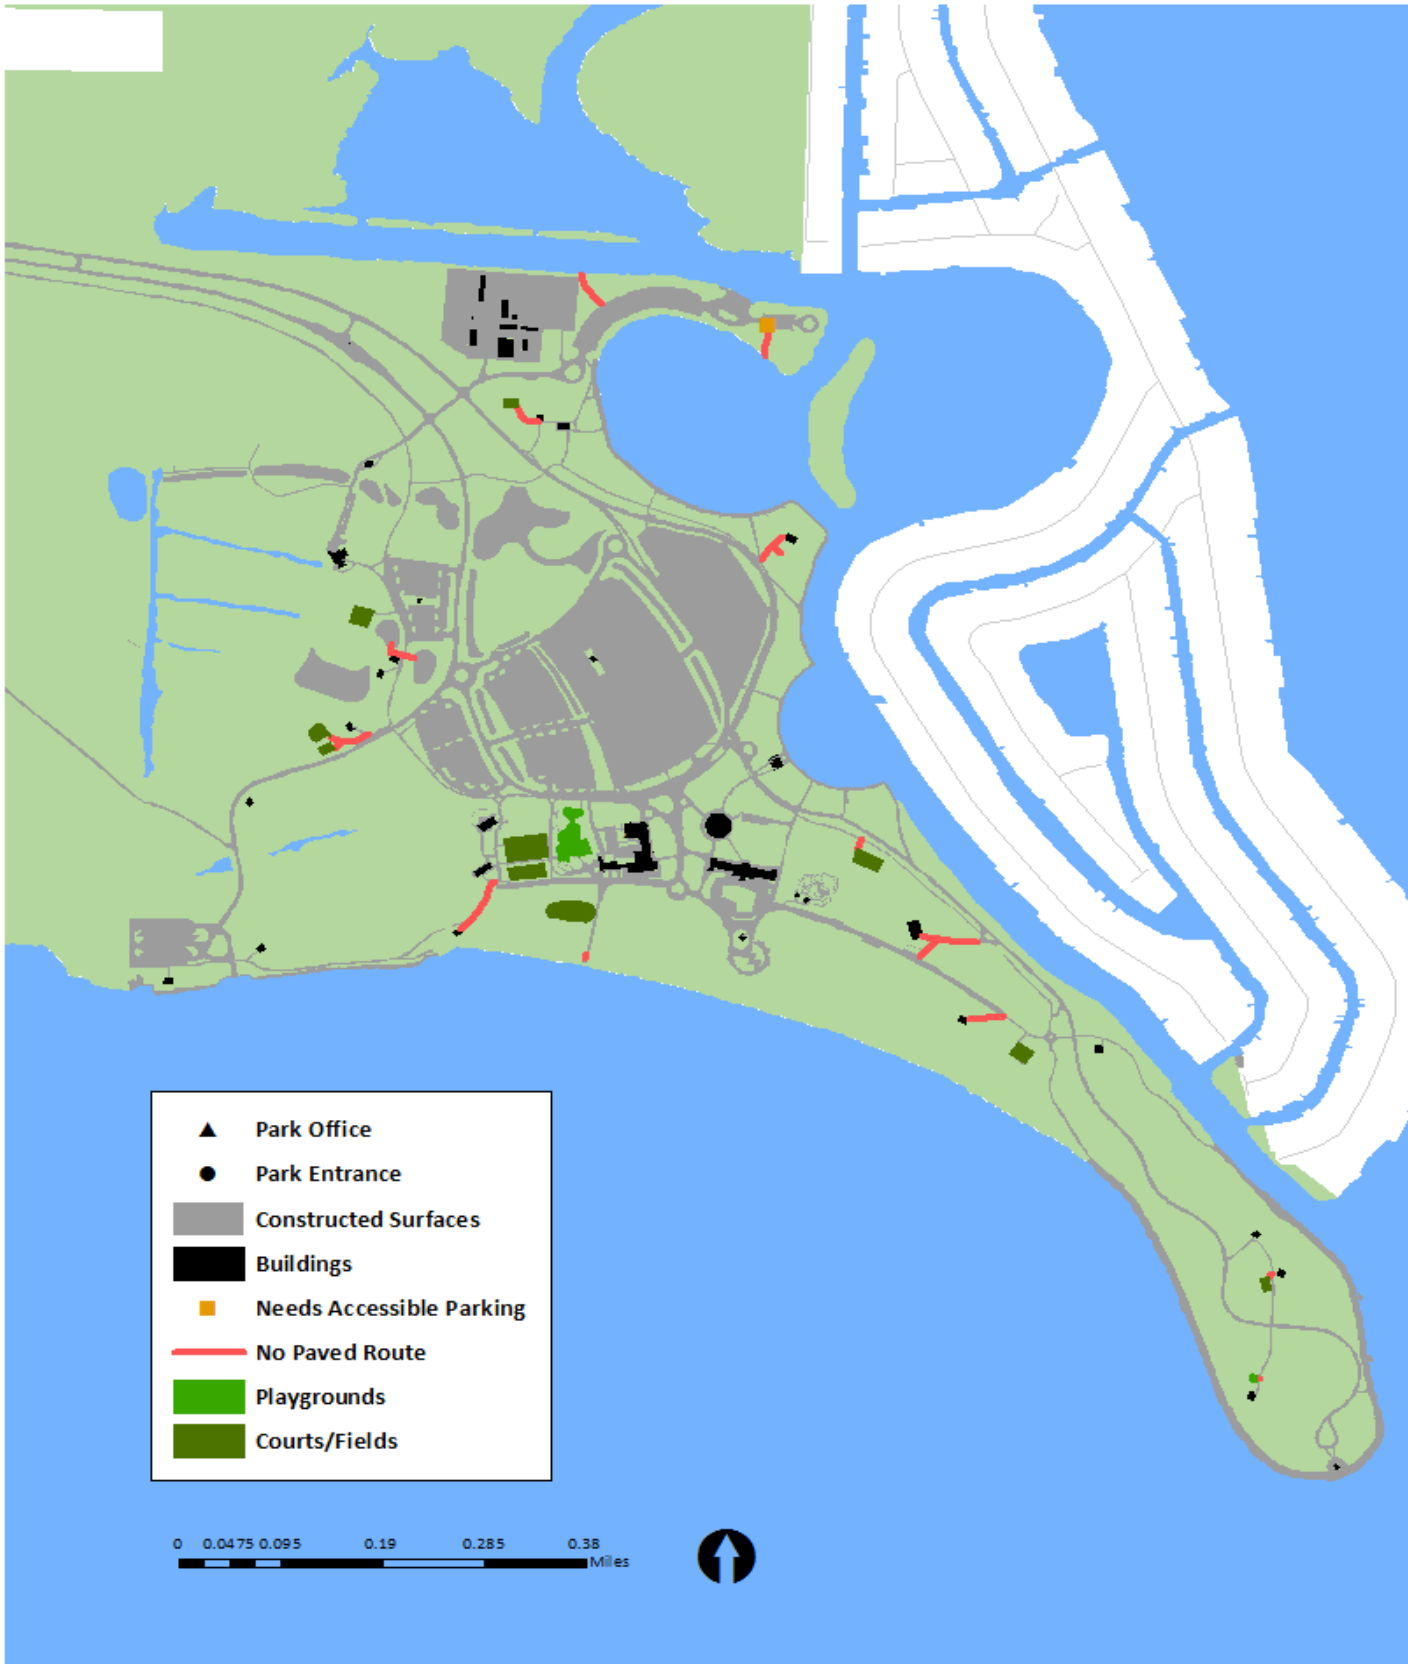 Park Office
Park Entrance
Constructed Surfaces
Buildings
Needs Accessible Parking
No Paved Route
Playgrounds
Courts/Fields
0 0.0475 0.095 0.19 0.285 0.38
Miles